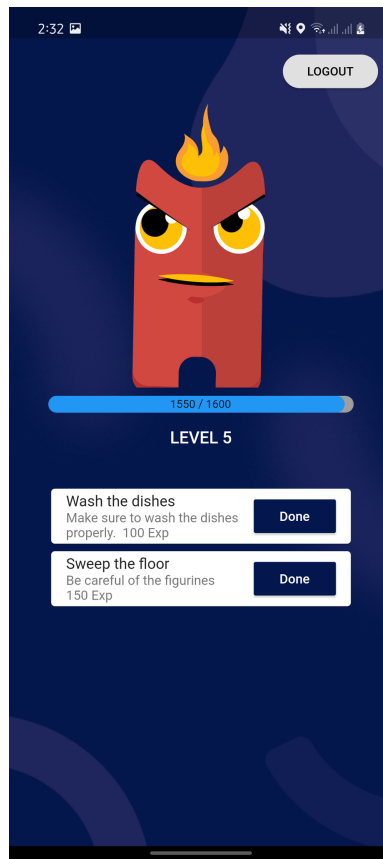 2:32
LOGOUT
1550 / 1600
LEVEL 5
Wash the dishes
Make sure to wash the dishes
properly. 100 Exp
Done
Sweep the floor
Be careful of the figurines
150 Exp
Done